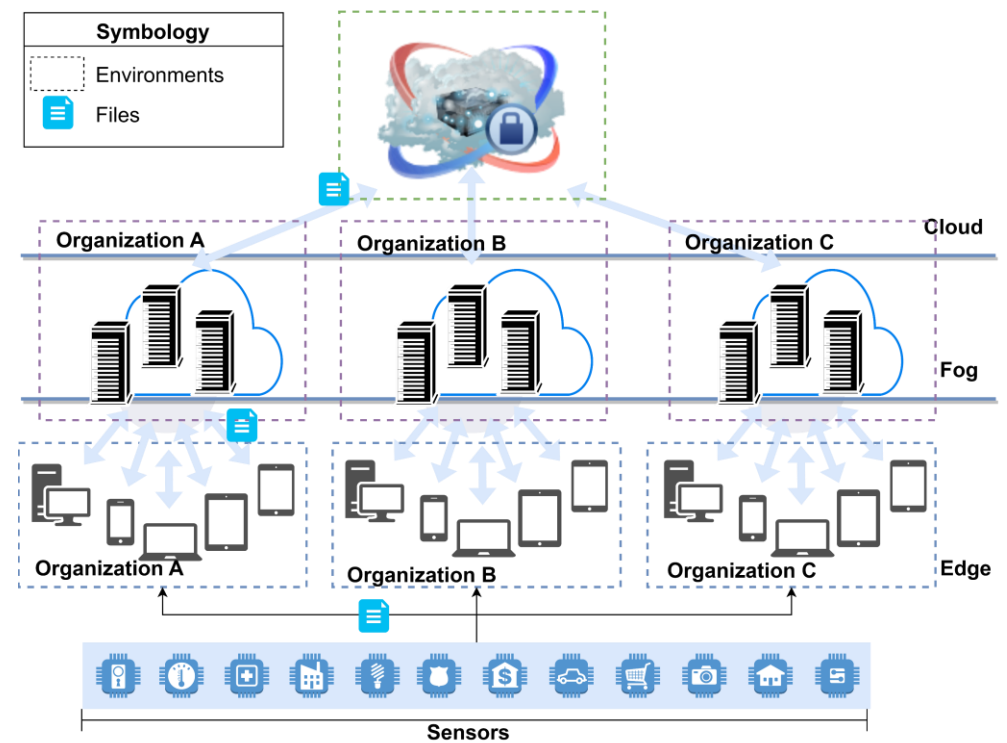 Symbology
Environments
Files
Cloud
Organization A
Organization B
Organization C
Fog
Organization A
Organization B
Organization C
Edge
$
Sensors